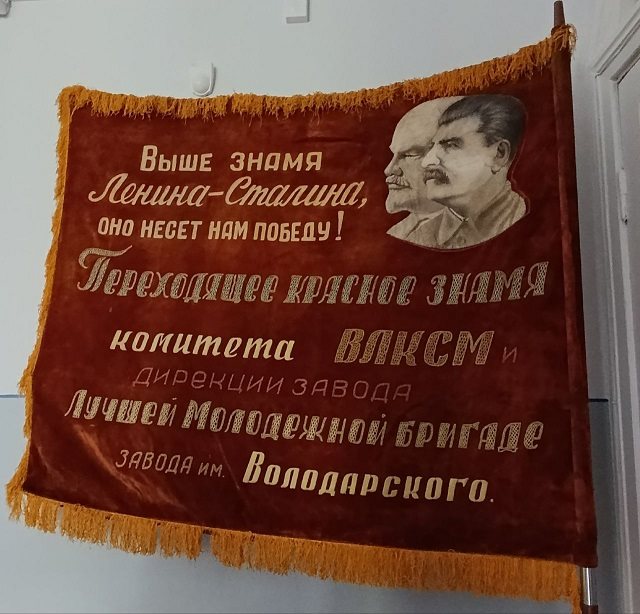 Выше знамя
Ленина-Сталина,
оно несет нам победу!
Переходящее красное знамя
комитета ВЛКСМ и
дирекции завода
Лучшей Молодежной бригаде
завода им. Володарского.